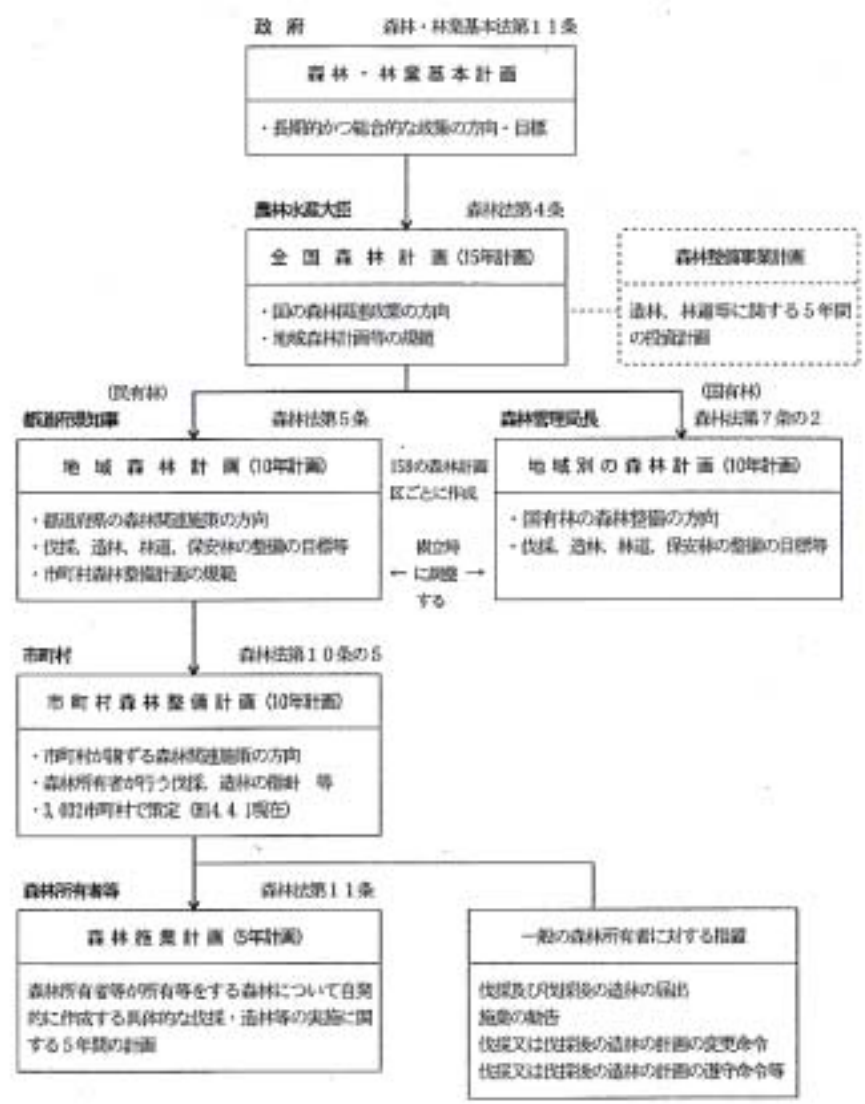 政 府　森林・林業基本法第１１条
森 林 ・ 林 業 基 本 計 画
・長期的かつ総合的な政策の方向・目標
農林水産大臣　森林法第４条
全 国 森 林 計 画 (15年計画)
・国の森林関連政策の方向
・地域森林計画等の規範
森林整備事業計画
造林、林道等に関する５年間
の投資計画
(民有林)
都道府県知事　森林法第５条
地 域 森 林 計 画 (10年計画)
・都道府県の森林関連施策の方向
・伐採、造林、林道、保安林の整備の目標等
・市町村森林整備計画の規範
158の森林計画
区ごとに作成
樹立時
← に調整 →
する
(国有林)
森林管理局長　森林法第７条の２
地 域 別 の 森 林 計 画 (10年計画)
・国有林の森林整備の方向
・伐採、造林、林道、保安林の整備の目標等
市町村　森林法第１０条の５
市 町 村 森 林 整 備 計 画 (10年計画)
・市町村が講ずる森林関連施策の方向
・森林所有者が行う伐採、造林の指針　等
市町村で策定 (H14.4.1現在)
森林所有者等　森林法第１１条
森 林 施 業 計 画 (5年計画)
森林所有者等が所有等をする森林について自発
的に作成する具体的な伐採・造林等の実施に関
する５年間の計画
一般の森林所有者に対する措置
伐採及び伐採後の造林の届出
施業の勧告
伐採又は伐採後の造林の計画の変更命令
伐採又は伐採後の造林の計画の遵守命令等